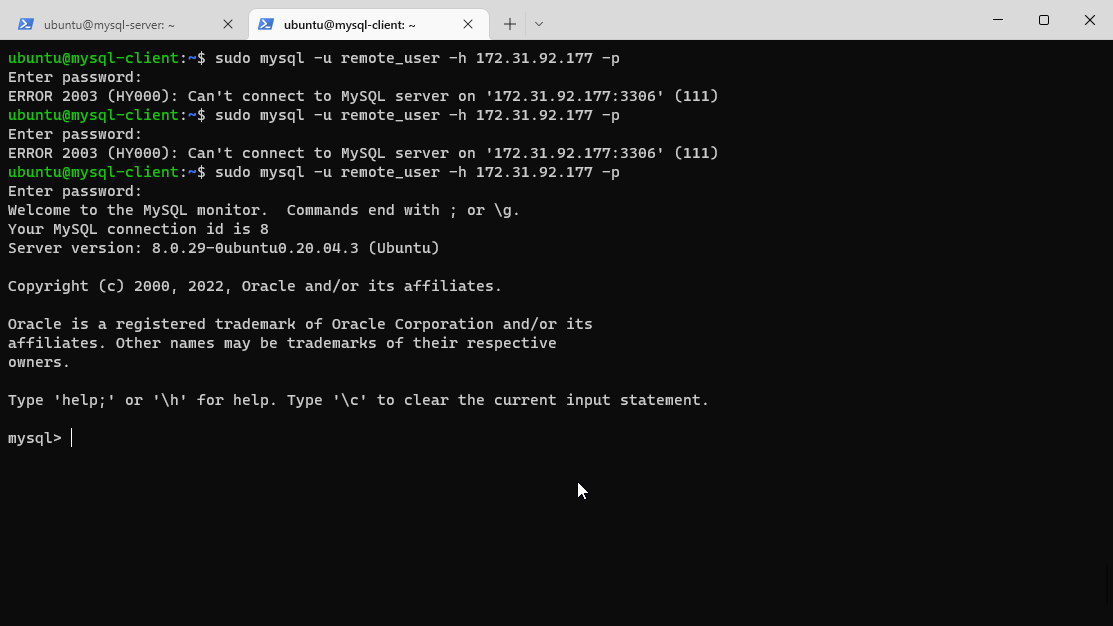 ubuntu@mysql-server: ~
ubuntu@mysql-client: ~
ubuntu@mysql-client:~$ sudo mysql -u remote_user -h 172.31.92.177 -p
Enter password:
ERROR 2003 (HY000): Can't connect to MySQL server on '172.31.92.177:3306' (111)
ubuntu@mysql-client:~$ sudo mysql -u remote_user -h 172.31.92.177 -p
Enter password:
ERROR 2003 (HY000): Can't connect to MySQL server on '172.31.92.177:3306' (111)
ubuntu@mysql-client:~$ sudo mysql -u remote_user -h 172.31.92.177 -p
Enter password:
Welcome to the MySQL monitor.  Commands end with ; or \g.
Your MySQL connection id is 8
Server version: 8.0.29-0ubuntu0.20.04.3 (Ubuntu)
Copyright (c) 2000, 2022, Oracle and/or its affiliates.
Oracle is a registered trademark of Oracle Corporation and/or its
affiliates. Other names may be trademarks of their respective
owners.
Type 'help;' or '\h' for help. Type '\c' to clear the current input statement.
mysql>